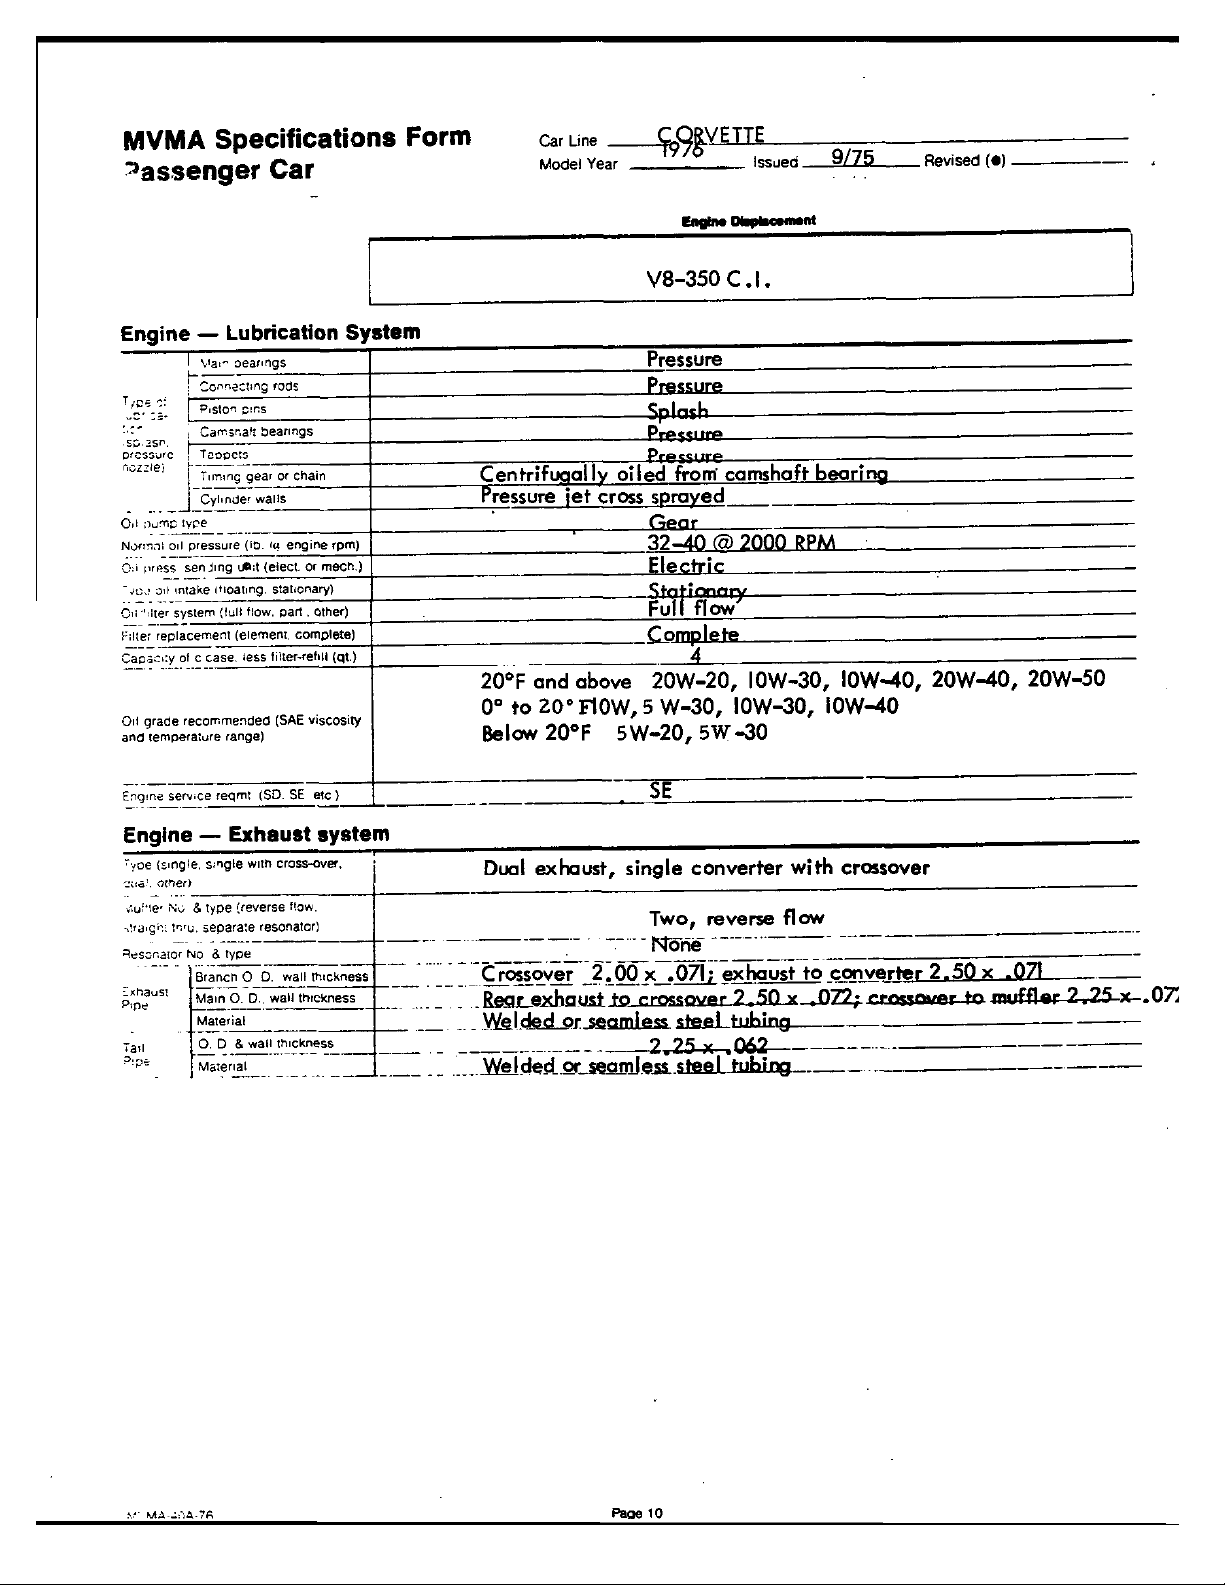 MVMA Specifications Form
Passenger Car
Car Line CORVETTE
Model Year 1976 Issued 9/75 Revised (●)
Engine Displacement
V8-350 C.I.
Engine — Lubrication System
Main bearings Pressure
Connecting rods Pressure
Piston pins Splash
Camshaft bearings Pressure
pressure Tappets Pressure
nozzle) Timing gear or chain Centrifugally oiled from camshaft bearing
Cylinder walls Pressure jet cross sprayed
Oil pump type Gear
Normal oil pressure (lb. @ engine rpm) 32-40 @ 2000 RPM
Oil press sending unit (elect. or mech.) Electric
Type oil intake (floating, stationary) Stationary
Oil filter system (full flow, part, other) Full flow
Filter replacement (element, complete) Complete
Capacity of c case, less filter-refill (qt.) 4
Oil grade recommended (SAE viscosity
and temperature range)
20°F and above 20W-20, 10W-30, 10W-40, 20W-40, 20W-50
0° to 20° F10W, 5 W-30, 10W-30, 10W-40
Below 20°F 5W-20, 5W-30
Engine service reqmt (SD, SE etc) SE
Engine — Exhaust system
Type (single, single with cross-over,
dual, other)
Dual exhaust, single converter with crossover
Muffler No & type (reverse flow,
straight thru, separate resonator)
Two, reverse flow
Resonator No & type None
Exhaust
Pipe
Branch O D. wall thickness Crossover 2.00 x .071; exhaust to converter 2.50 x .071
Main O. D., wall thickness Rear exhaust to crossover 2.50 x .072; crossover to muffler 2.25 x .07
Material Welded or seamless steel tubing
Tail
Pipe
O. D & wall thickness 2.25 x .062
Material Welded or seamless steel tubing
MVMA-40A-76
Page 10